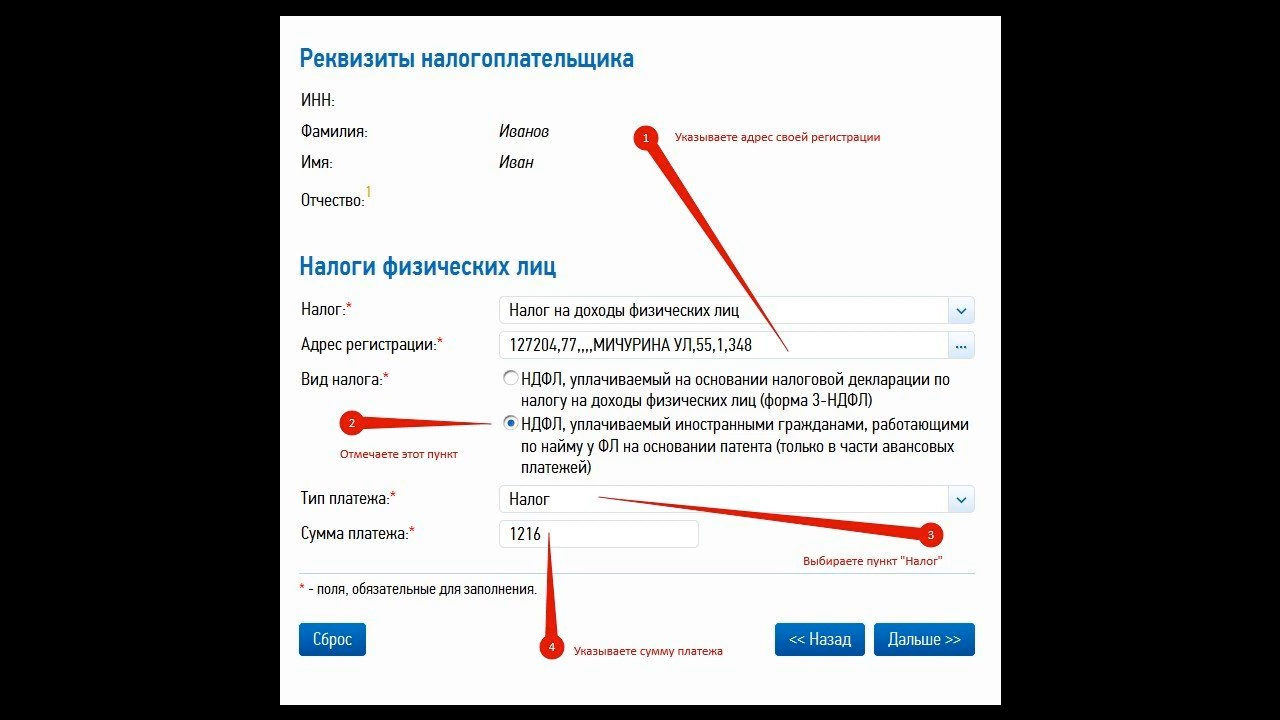 Реквизиты налогоплательщика
ИНН:
Фамилия: Иванов
1 Указываете адрес своей регистрации
Имя: Иван
Отчество:1
Налоги физических лиц
Налог:* Налог на доходы физических лиц
Адрес регистрации:* 127204,77,,,,МИЧУРИНА УЛ,55,1,348 ...
Вид налога:* НДФЛ, уплачиваемый на основании налоговой декларации по
налогу на доходы физических лиц (форма 3-НДФЛ)
2 НДФЛ, уплачиваемый иностранными гражданами, работающими
по найму у ФЛ на основании патента (только в части авансовых
платежей)
Отмечаете этот пункт
Тип платежа:* Налог
Сумма платежа:* 1216
3
Выбираете пункт "Налог"
* - поля, обязательные для заполнения.
Сброс << Назад Дальше >>
4 Указываете сумму платежа